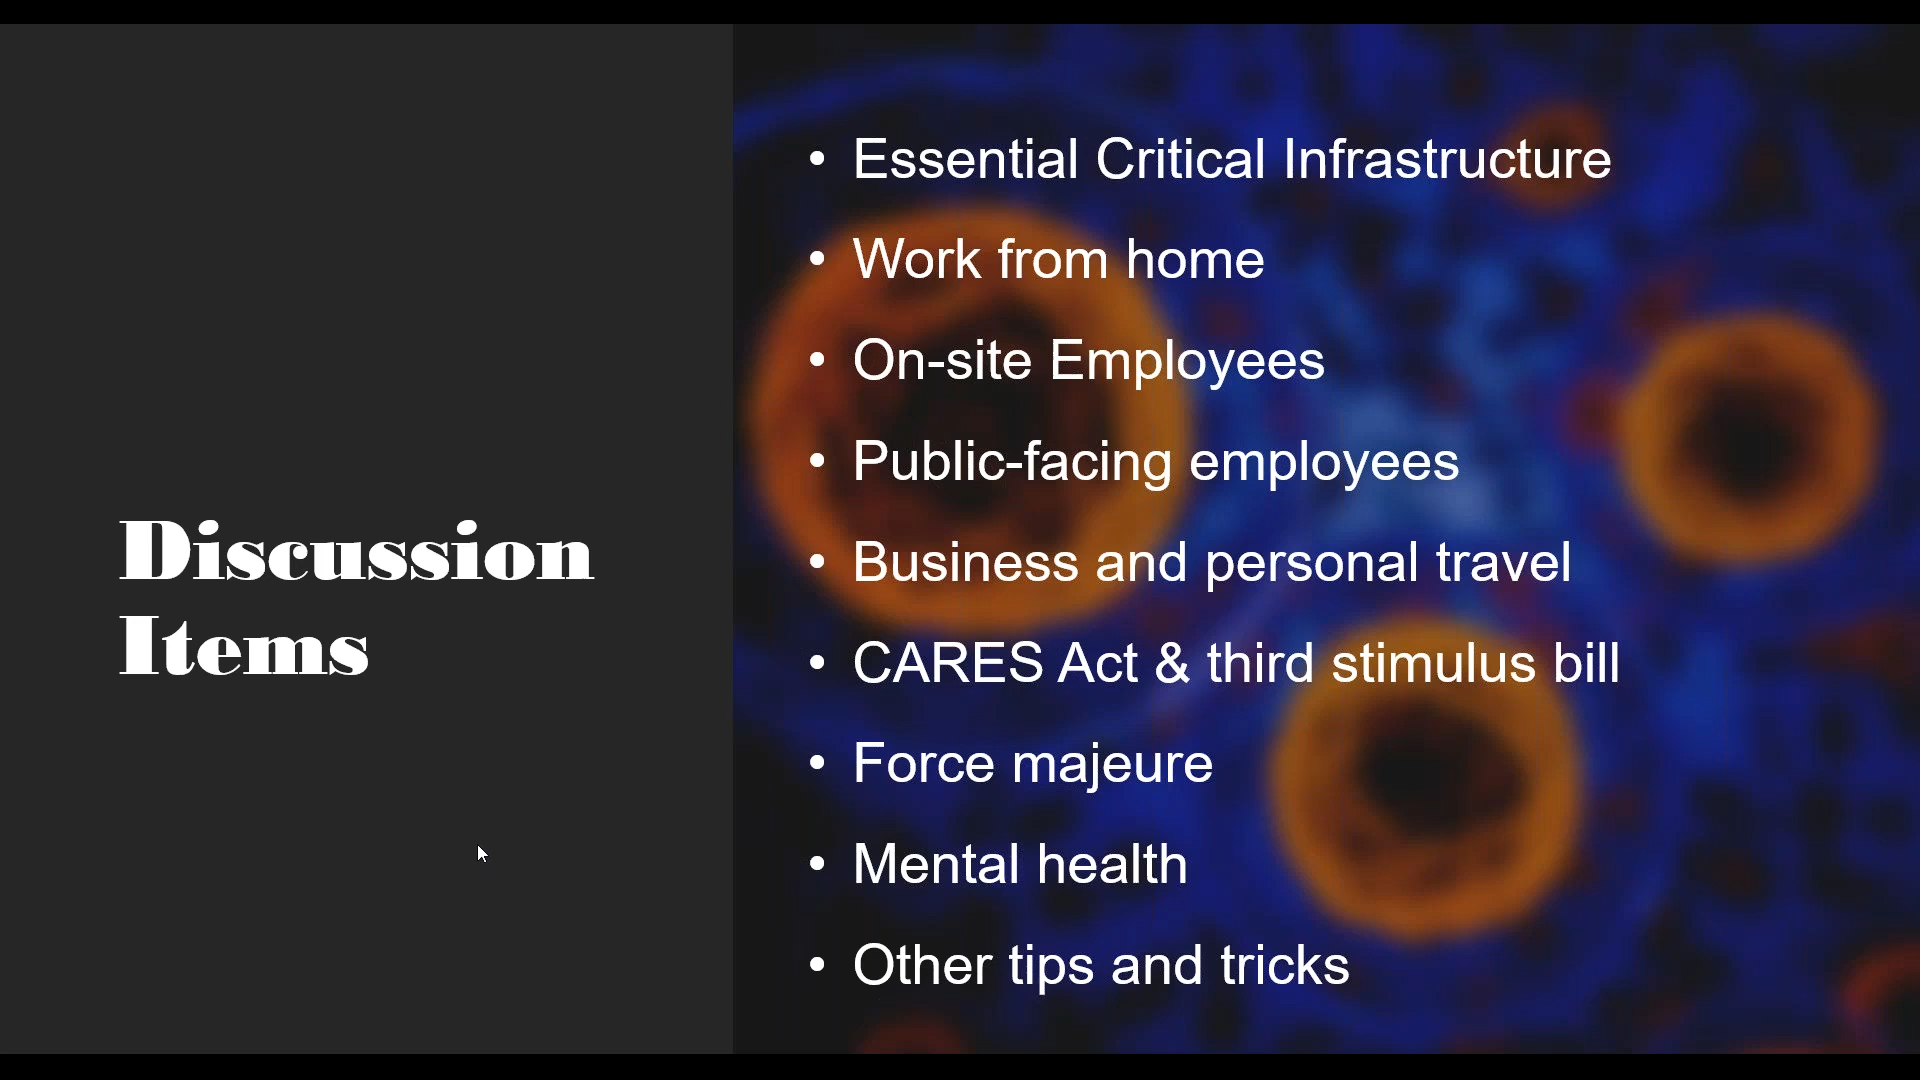 Discussion
Items
• Essential Critical Infrastructure
• Work from home
• On-site Employees
• Public-facing employees
• Business and personal travel
• CARES Act & third stimulus bill
• Force majeure
• Mental health
• Other tips and tricks